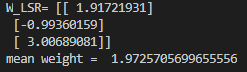 W_LSR= [[ 1.91721931]
 [-0.99360159]
 [ 3.00689081]]
mean weight =  1.9725705699655556